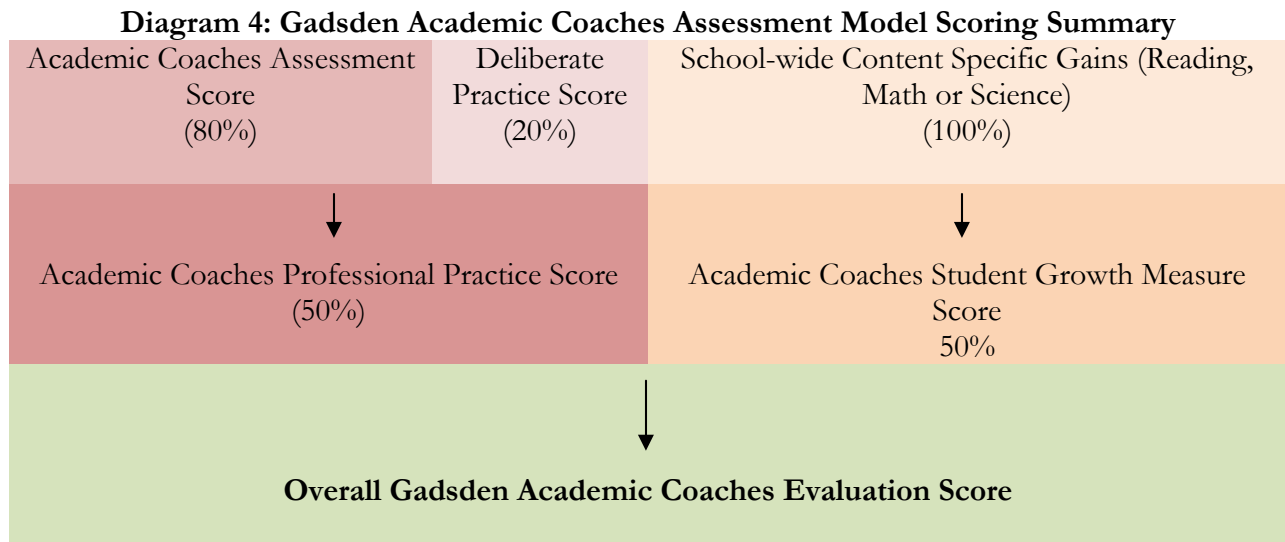 Diagram 4: Gadsden Academic Coaches Assessment Model Scoring Summary
Academic Coaches Assessment
Score
(80%)
Deliberate
Practice Score
(20%)
School-wide Content Specific Gains (Reading,
Math or Science)
(100%)
Academic Coaches Professional Practice Score
(50%)
Academic Coaches Student Growth Measure
Score
50%
Overall Gadsden Academic Coaches Evaluation Score